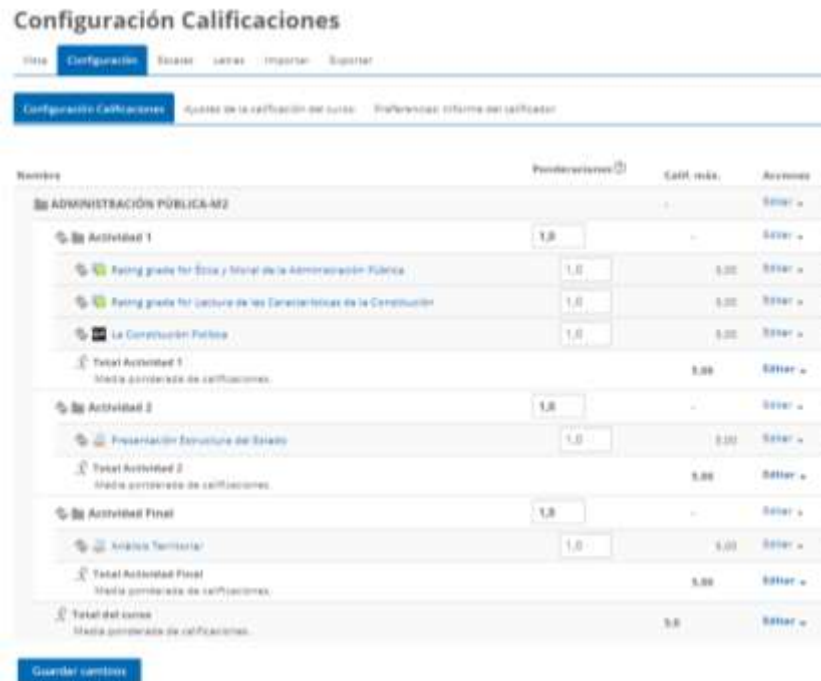 Configuración Calificaciones
Vista Configuración Escalas Letras Importar Exportar
Configuración Calificaciones Ajustes de la calificación del curso Preferencias: Informe del calificador
Nombre Ponderaciones Calif. máx. Acciones
ADMINISTRACIÓN PÚBLICA-M2 - Editar
Actividad 1 1,0 - Editar
Rating grade for Ética y Moral de la Administración Pública 1,0 5,00 Editar
Rating grade for Lectura de las Características de la Constitución 1,0 5,00 Editar
La Constitución Política 1,0 5,00 Editar
Total Actividad 1
Media ponderada de calificaciones. 5,00 Editar
Actividad 2 1,0 - Editar
Presentación Estructura del Estado 1,0 5,00 Editar
Total Actividad 2
Media ponderada de calificaciones. 5,00 Editar
Actividad Final 1,0 - Editar
Análisis Territorial 1,0 5,00 Editar
Total Actividad Final
Media ponderada de calificaciones. 5,00 Editar
Total del curso
Media ponderada de calificaciones. 5,0 Editar
Guardar cambios